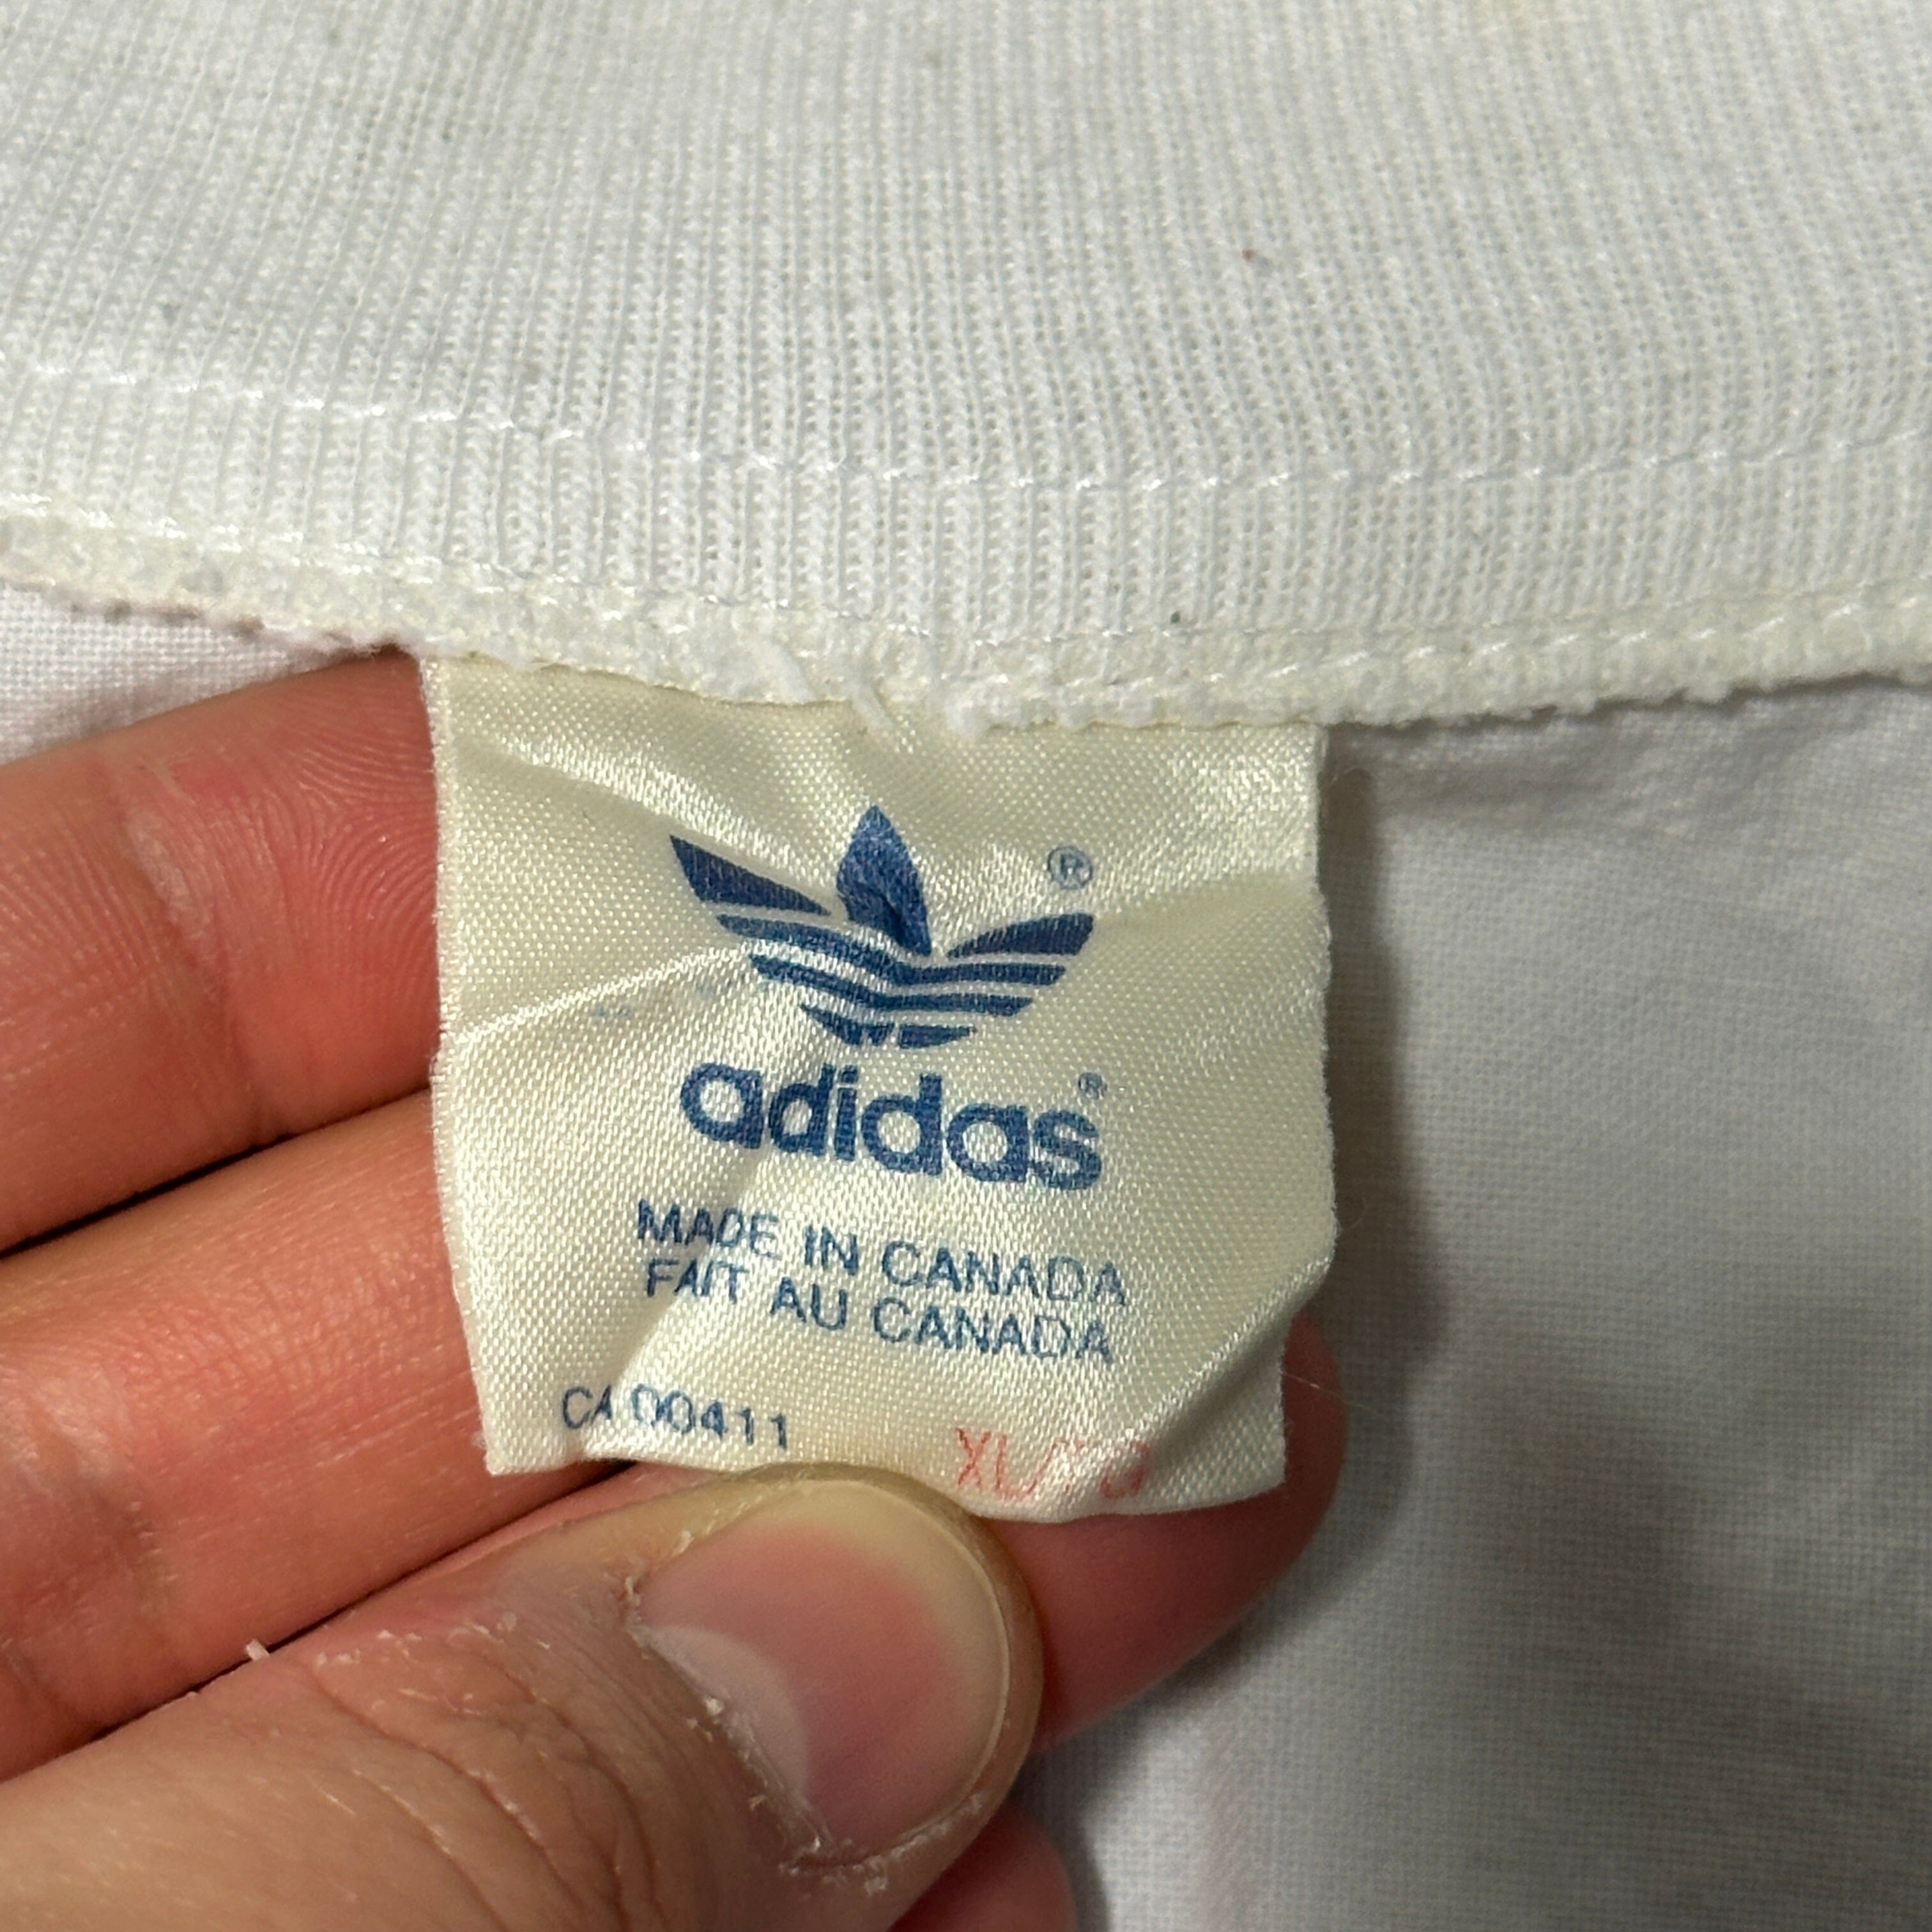 ®
adidas®
MADE IN CANADA
FAIT AU CANADA
CA 00411